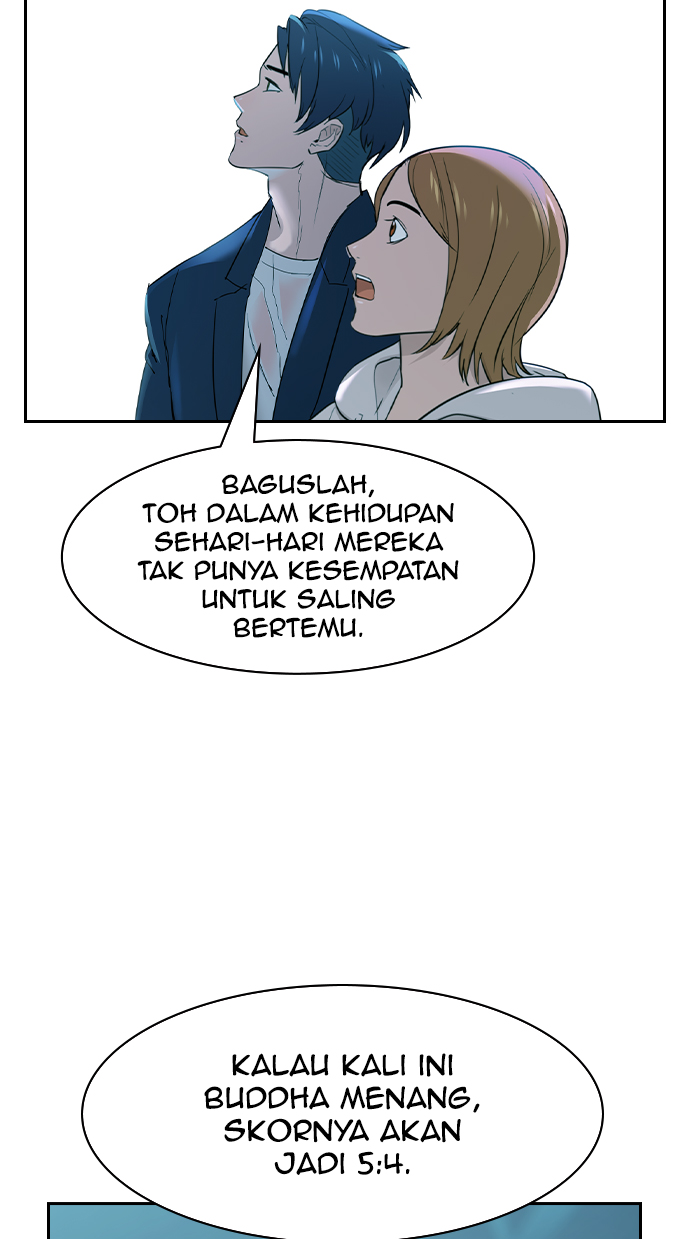 BAGUSLAH,
TOH DALAM KEHIDUPAN
SEHARI-HARI MEREKA
TAK PUNYA KESEMPATAN
UNTUK SALING
BERTEMU.
KALAU KALI INI
BUDDHA MENANG,
SKORNYA AKAN
JADI 5:4.